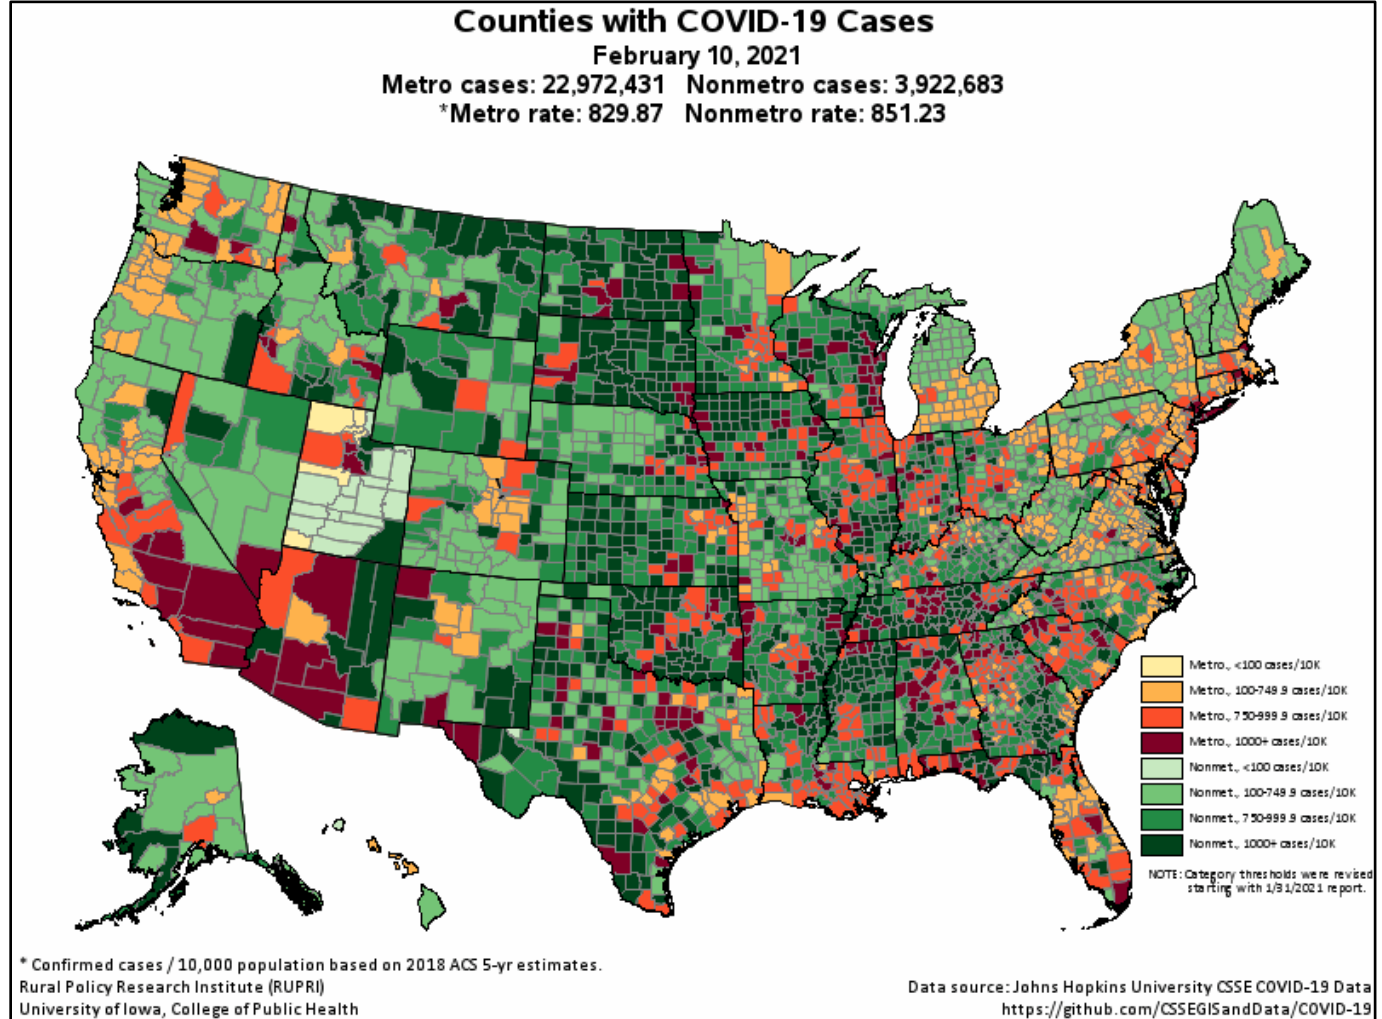 Counties with COVID-19 Cases
February 10, 2021
Metro cases: 22,972,431 Nonmetro cases: 3,922,683
*Metro rate: 829.87 Nonmetro rate: 851.23
Metro., <100 cases/10K
Metro., 100-749.9 cases/10K
Metro., 750-999.9 cases/10K
Metro., 1000+ cases/10K
Nonmet., <100 cases/10K
Nonmet., 100-749.9 cases/10K
Nonmet., 750-999.9 cases/10K
Nonmet., 1000+ cases/10K
NOTE: Category thresholds were revised
starting with 1/31/2021 report.
* Confirmed cases / 10,000 population based on 2018 ACS 5-yr estimates.
Rural Policy Research Institute (RUPRI)
University of Iowa, College of Public Health
Data source: Johns Hopkins University CSSE COVID-19 Data
https://github.com/CSSEGISandData/COVID-19